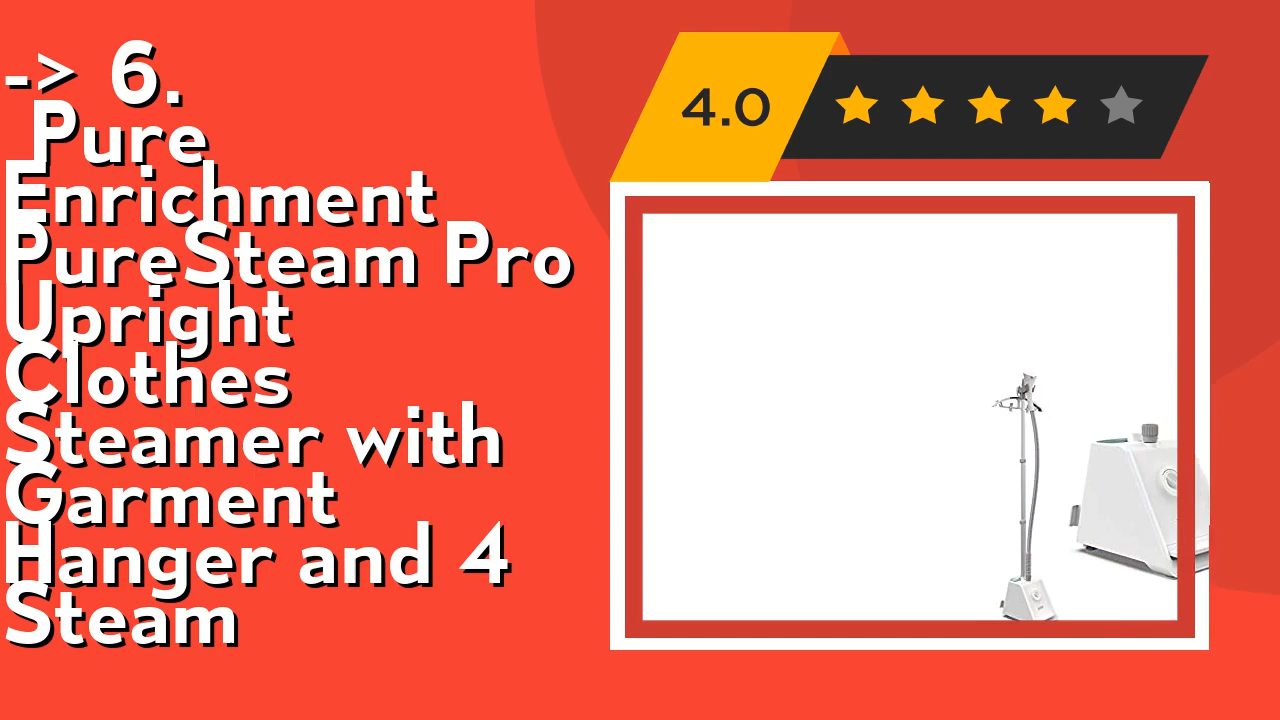 -> 6.
Pure
Enrichment
PureSteam Pro
Upright
Clothes
Steamer with
Garment
Hanger and 4
Steam
4.0